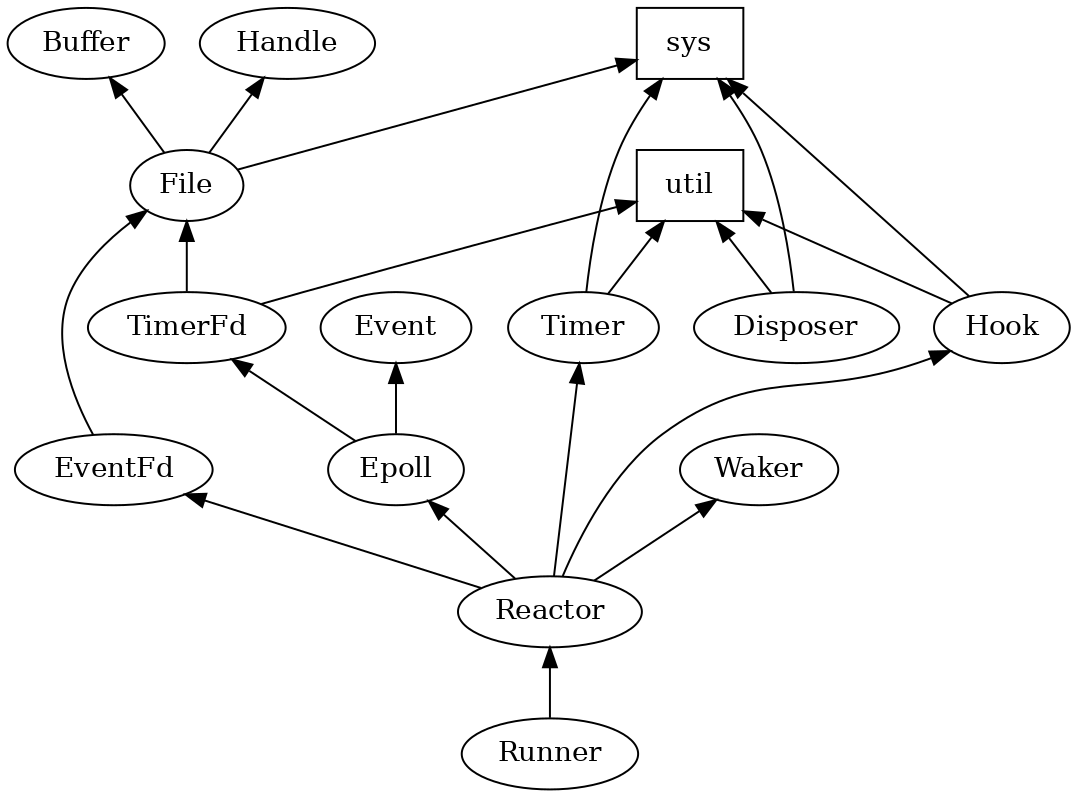 Buffer
Handle
sys
File
util
TimerFd
Event
Timer
Disposer
Hook
EventFd
Epoll
Waker
Reactor
Runner